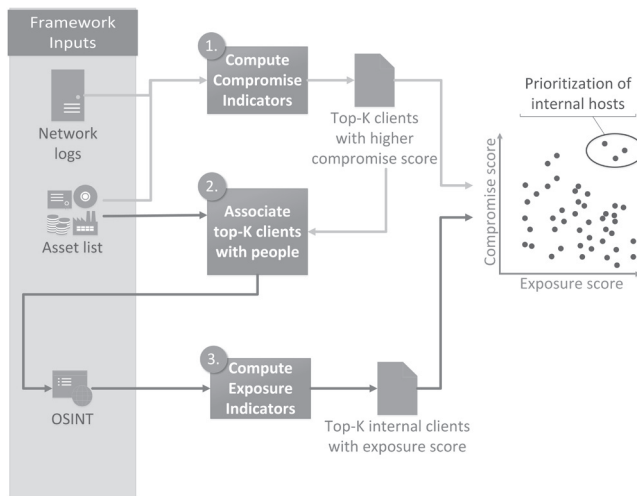 Framework
Inputs
Network
logs
Asset list
OSINT
1.
Compute
Compromise
Indicators
Top-K clients
with higher
compromise score
2.
Associate
top-K clients
with people
3.
Compute
Exposure
Indicators
Top-K internal clients
with exposure score
Prioritization of
internal hosts
Compromise score
Exposure score